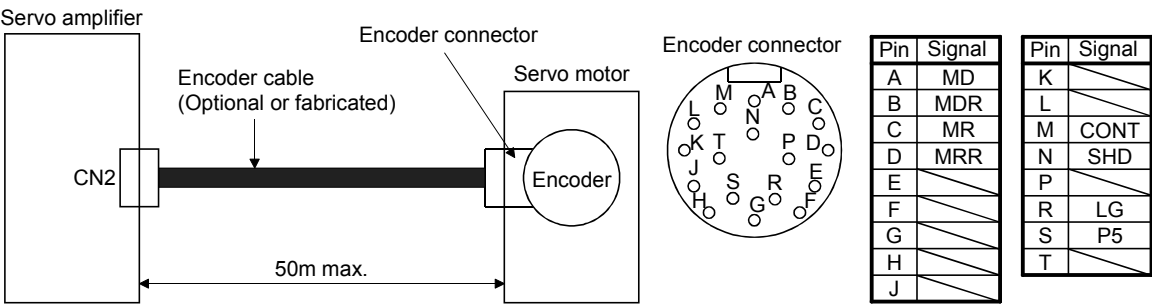 Servo amplifier
Encoder connector
Encoder cable
(Optional or fabricated)
Servo motor
CN2
Encoder
50m max.
Encoder connector
M A B
L N C
K T P D
J S R E
H G F
Pin Signal
A MD
B MDR
C MR
D MRR
E
F
G
H
J
Pin Signal
K
L
M CONT
N SHD
P
R LG
S P5
T